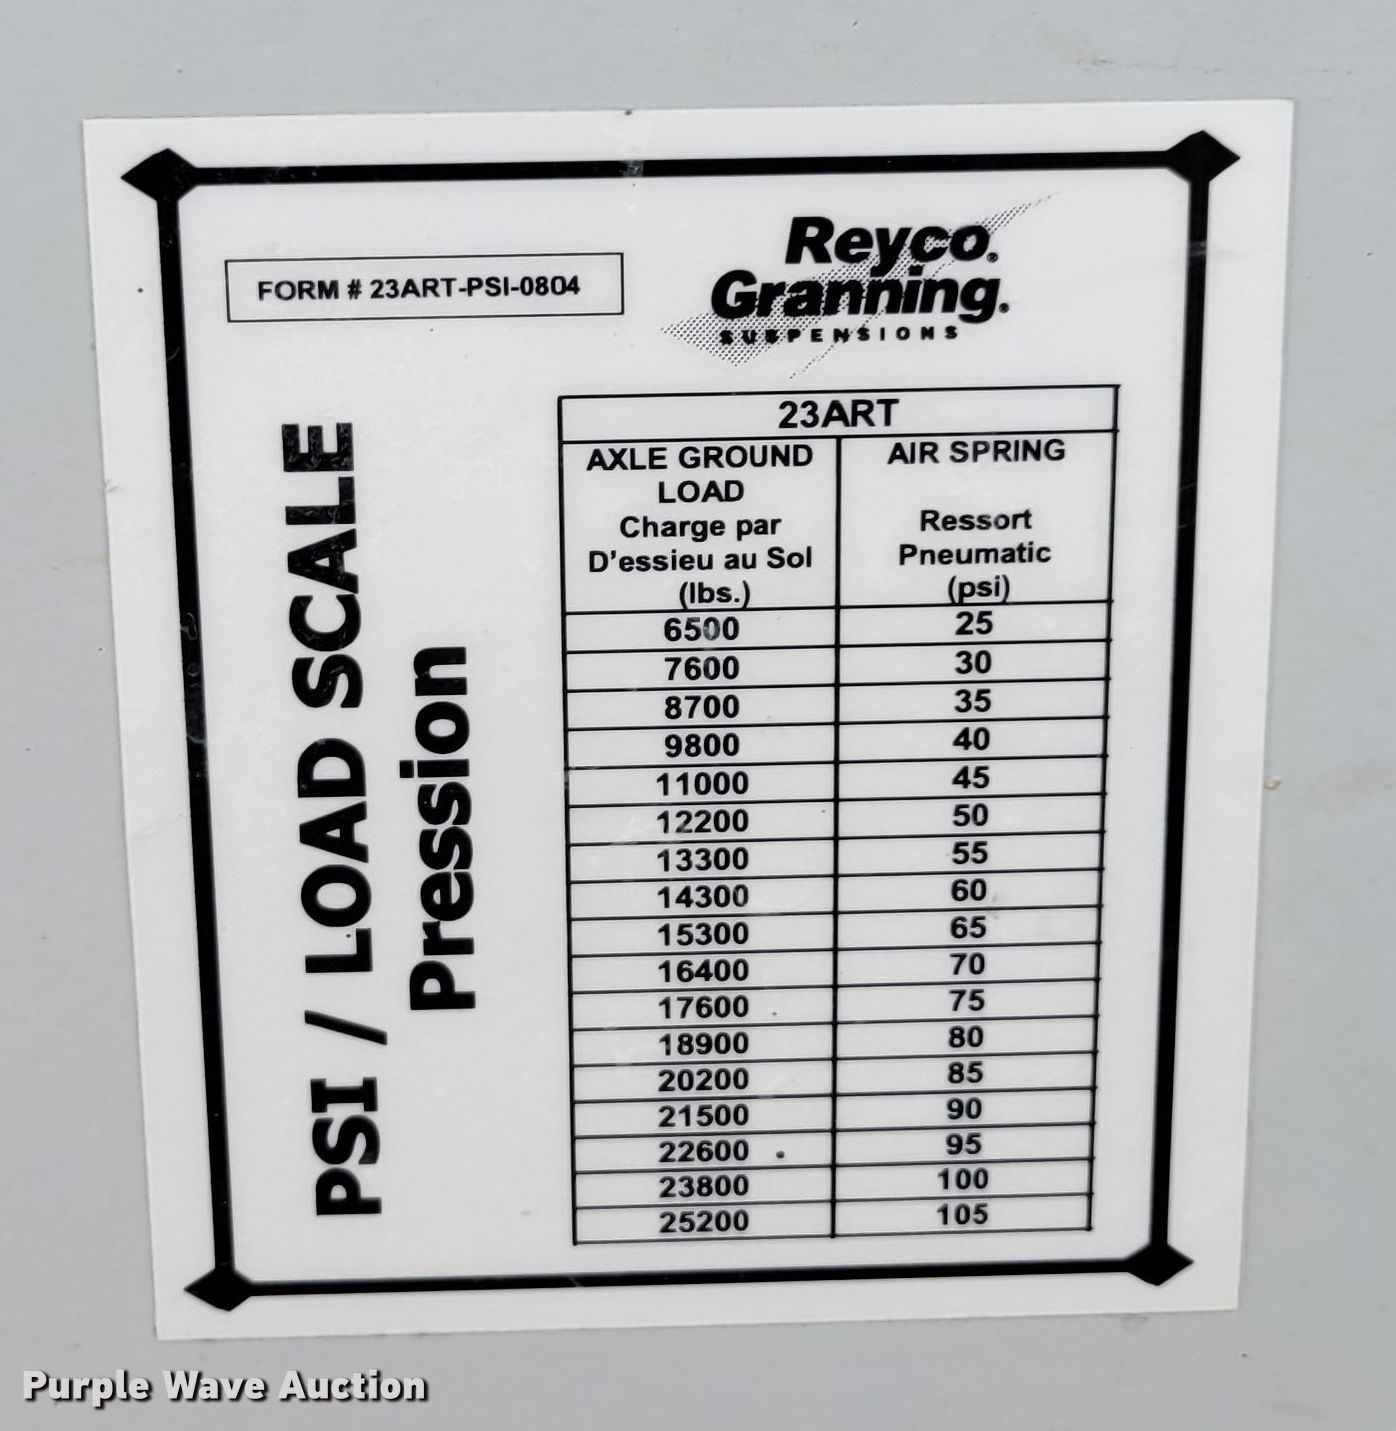 FORM # 23ART-PSI-0804
Reyco.
Granning.
SUSPENSIONS
PSI / LOAD SCALE
Pression
23ART
AXLE GROUND
LOAD
Charge par
D'essieu au Sol
(lbs.)
AIR SPRING
Ressort
Pneumatic
(psi)
6500 25
7600 30
8700 35
9800 40
11000 45
12200 50
13300 55
14300 60
15300 65
16400 70
17600 75
18900 80
20200 85
21500 90
22600 95
23800 100
25200 105
Purple Wave Auction